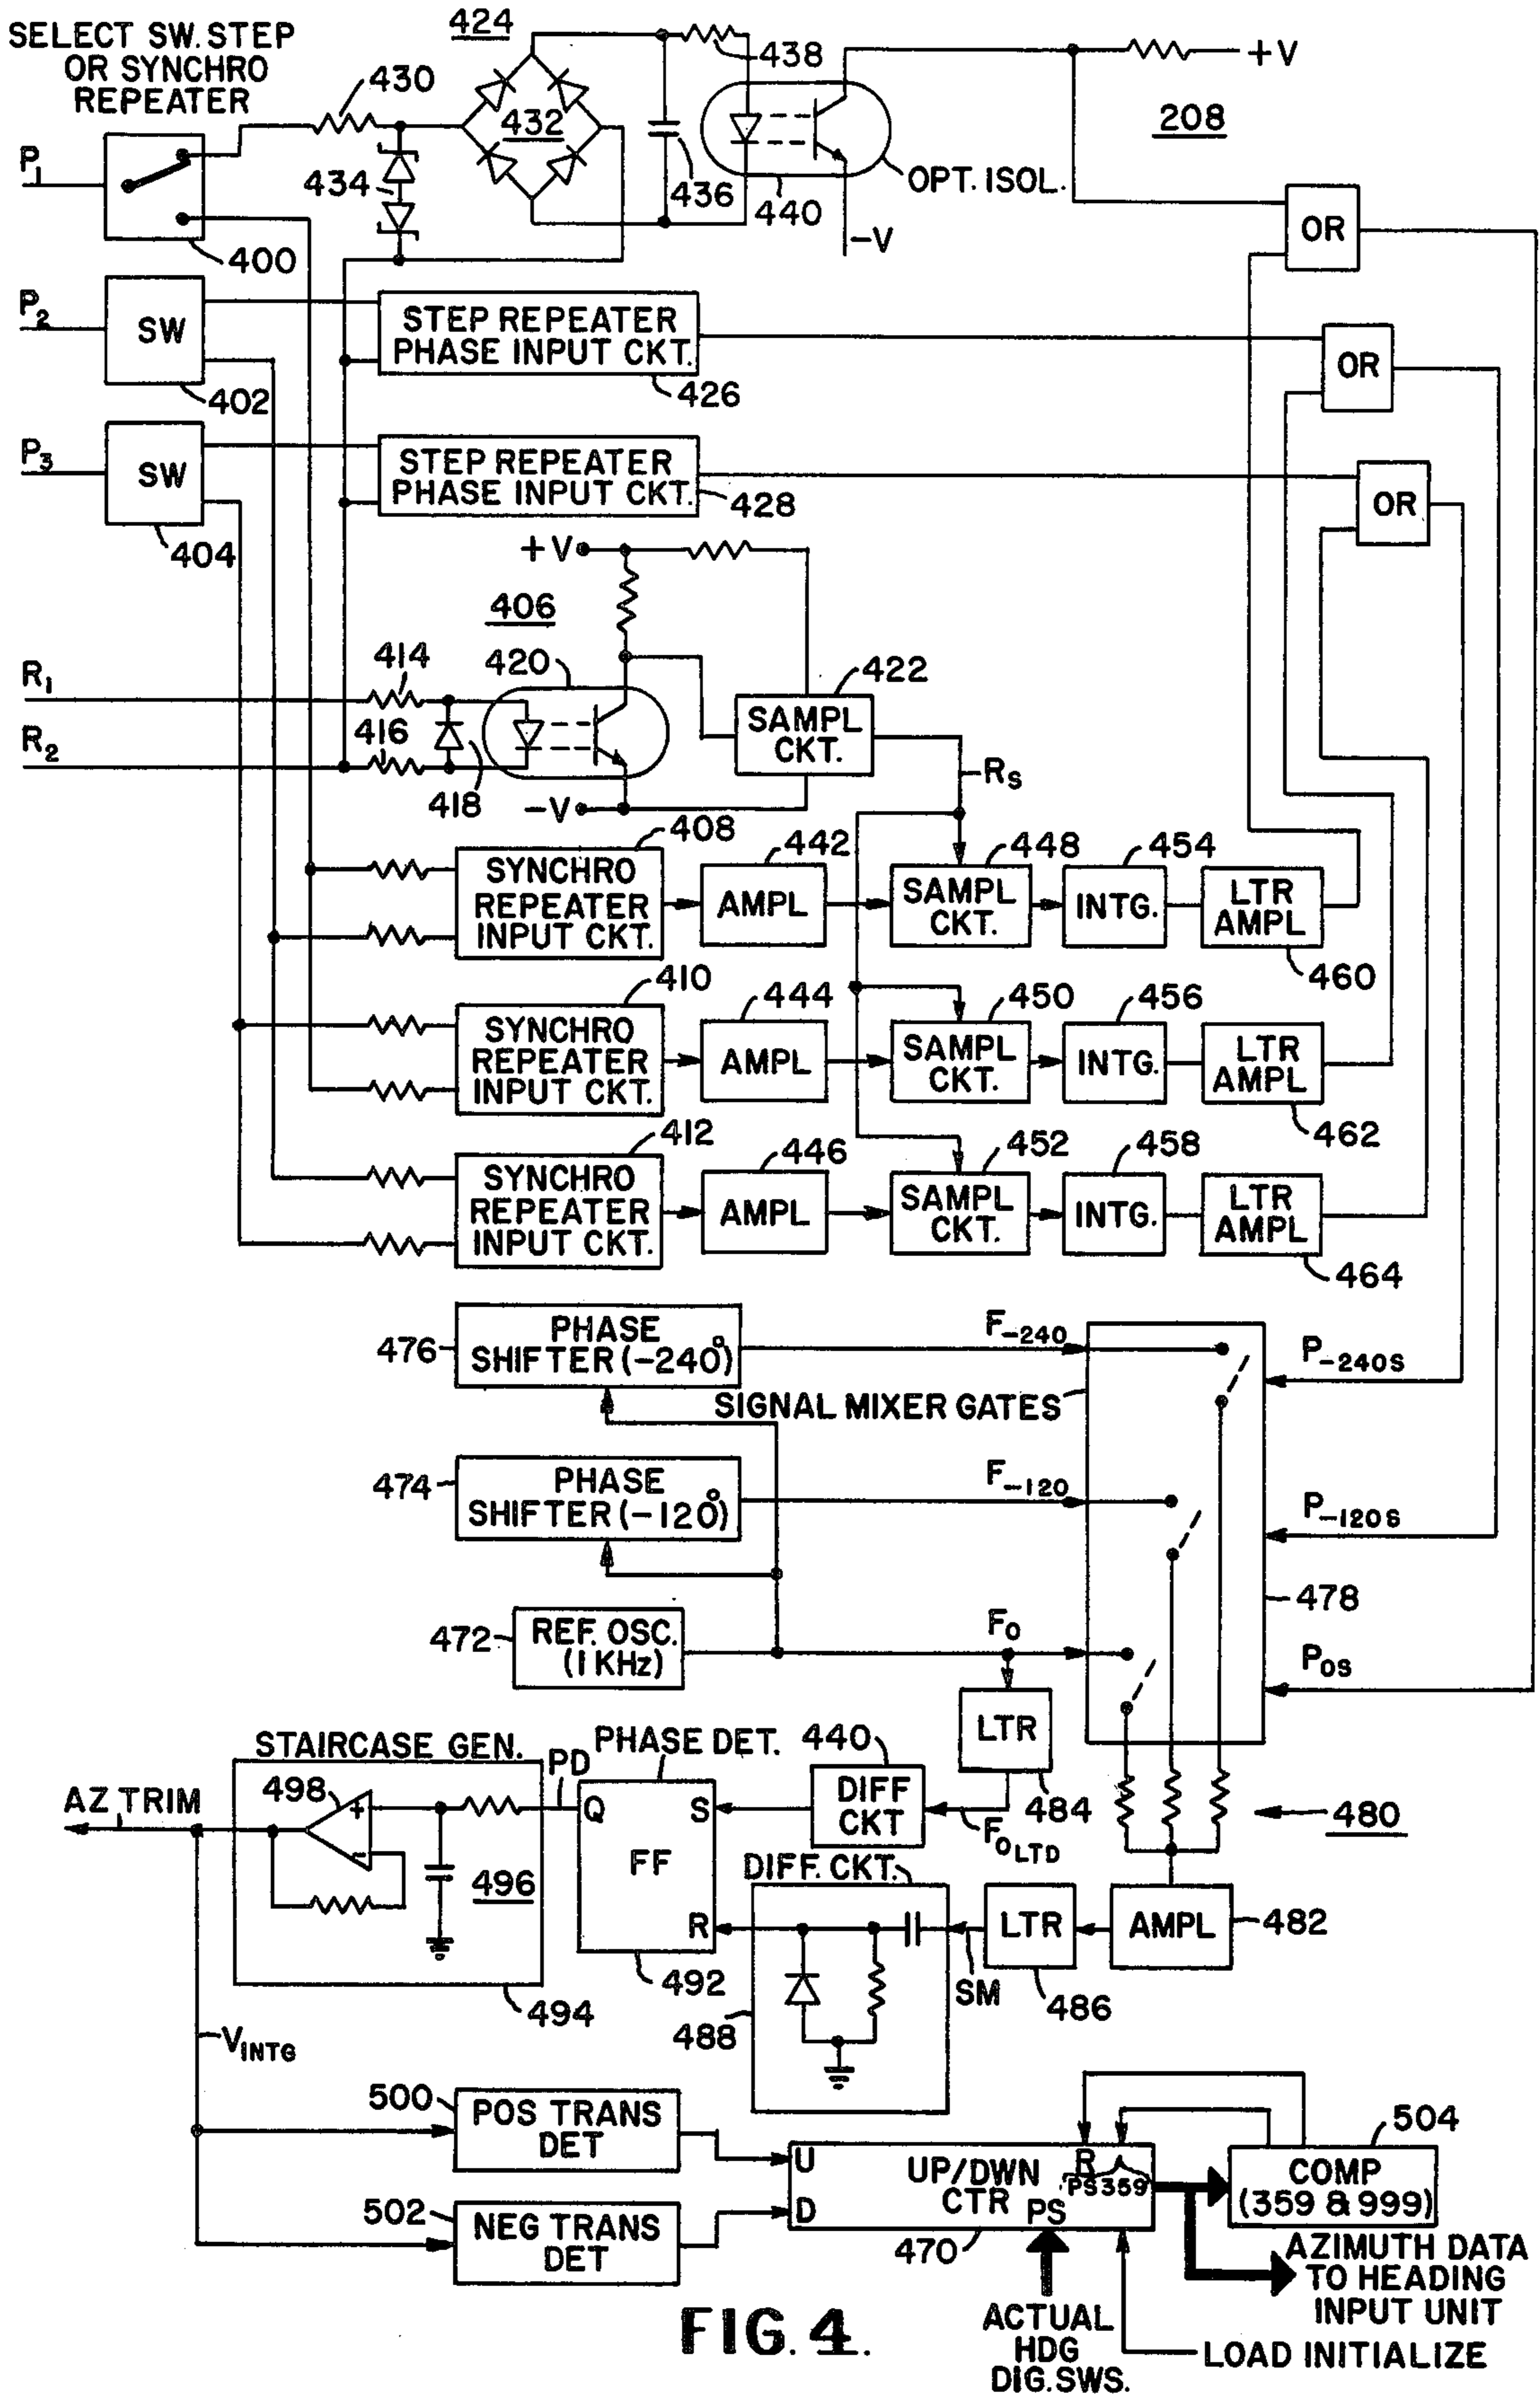 SELECT SW. STEP
OR SYNCHRO
REPEATER
424
430
432
434
436
438
440
OPT. ISOL.
+V
-V
208
P1
400
OR
P2
SW
402
STEP REPEATER
PHASE INPUT CKT.
426
OR
P3
SW
404
STEP REPEATER
PHASE INPUT CKT.
428
OR
+V
406
R1
414
420
422
SAMPL
CKT.
R2
416
418
-V
RS
408
SYNCHRO
REPEATER
INPUT CKT.
442
AMPL
448
SAMPL
CKT.
454
INTG.
LTR
AMPL
460
410
SYNCHRO
REPEATER
INPUT CKT.
444
AMPL
450
SAMPL
CKT.
456
INTG.
LTR
AMPL
462
412
SYNCHRO
REPEATER
INPUT CKT.
446
AMPL
452
SAMPL
CKT.
458
INTG.
LTR
AMPL
464
476
PHASE
SHIFTER (-240°)
F-240
P-240S
SIGNAL MIXER GATES
474
PHASE
SHIFTER (-120°)
F-120
P-120S
478
472
REF. OSC.
(1 KHz)
F0
P0S
LTR
484
480
STAIRCASE GEN.
PHASE DET.
440
DIFF
CKT
F0 LTD
AZ TRIM
498
+
-
496
494
PD
Q
S
FF
R
492
DIFF. CKT.
488
SM
LTR
486
AMPL
482
VINTG
500
POS TRANS
DET
502
NEG TRANS
DET
U
D
UP/DWN
CTR
R
PS359
PS
470
504
COMP
(359 & 999)
AZIMUTH DATA
TO HEADING
INPUT UNIT
ACTUAL
HDG
DIG. SWS.
LOAD INITIALIZE
FIG. 4.